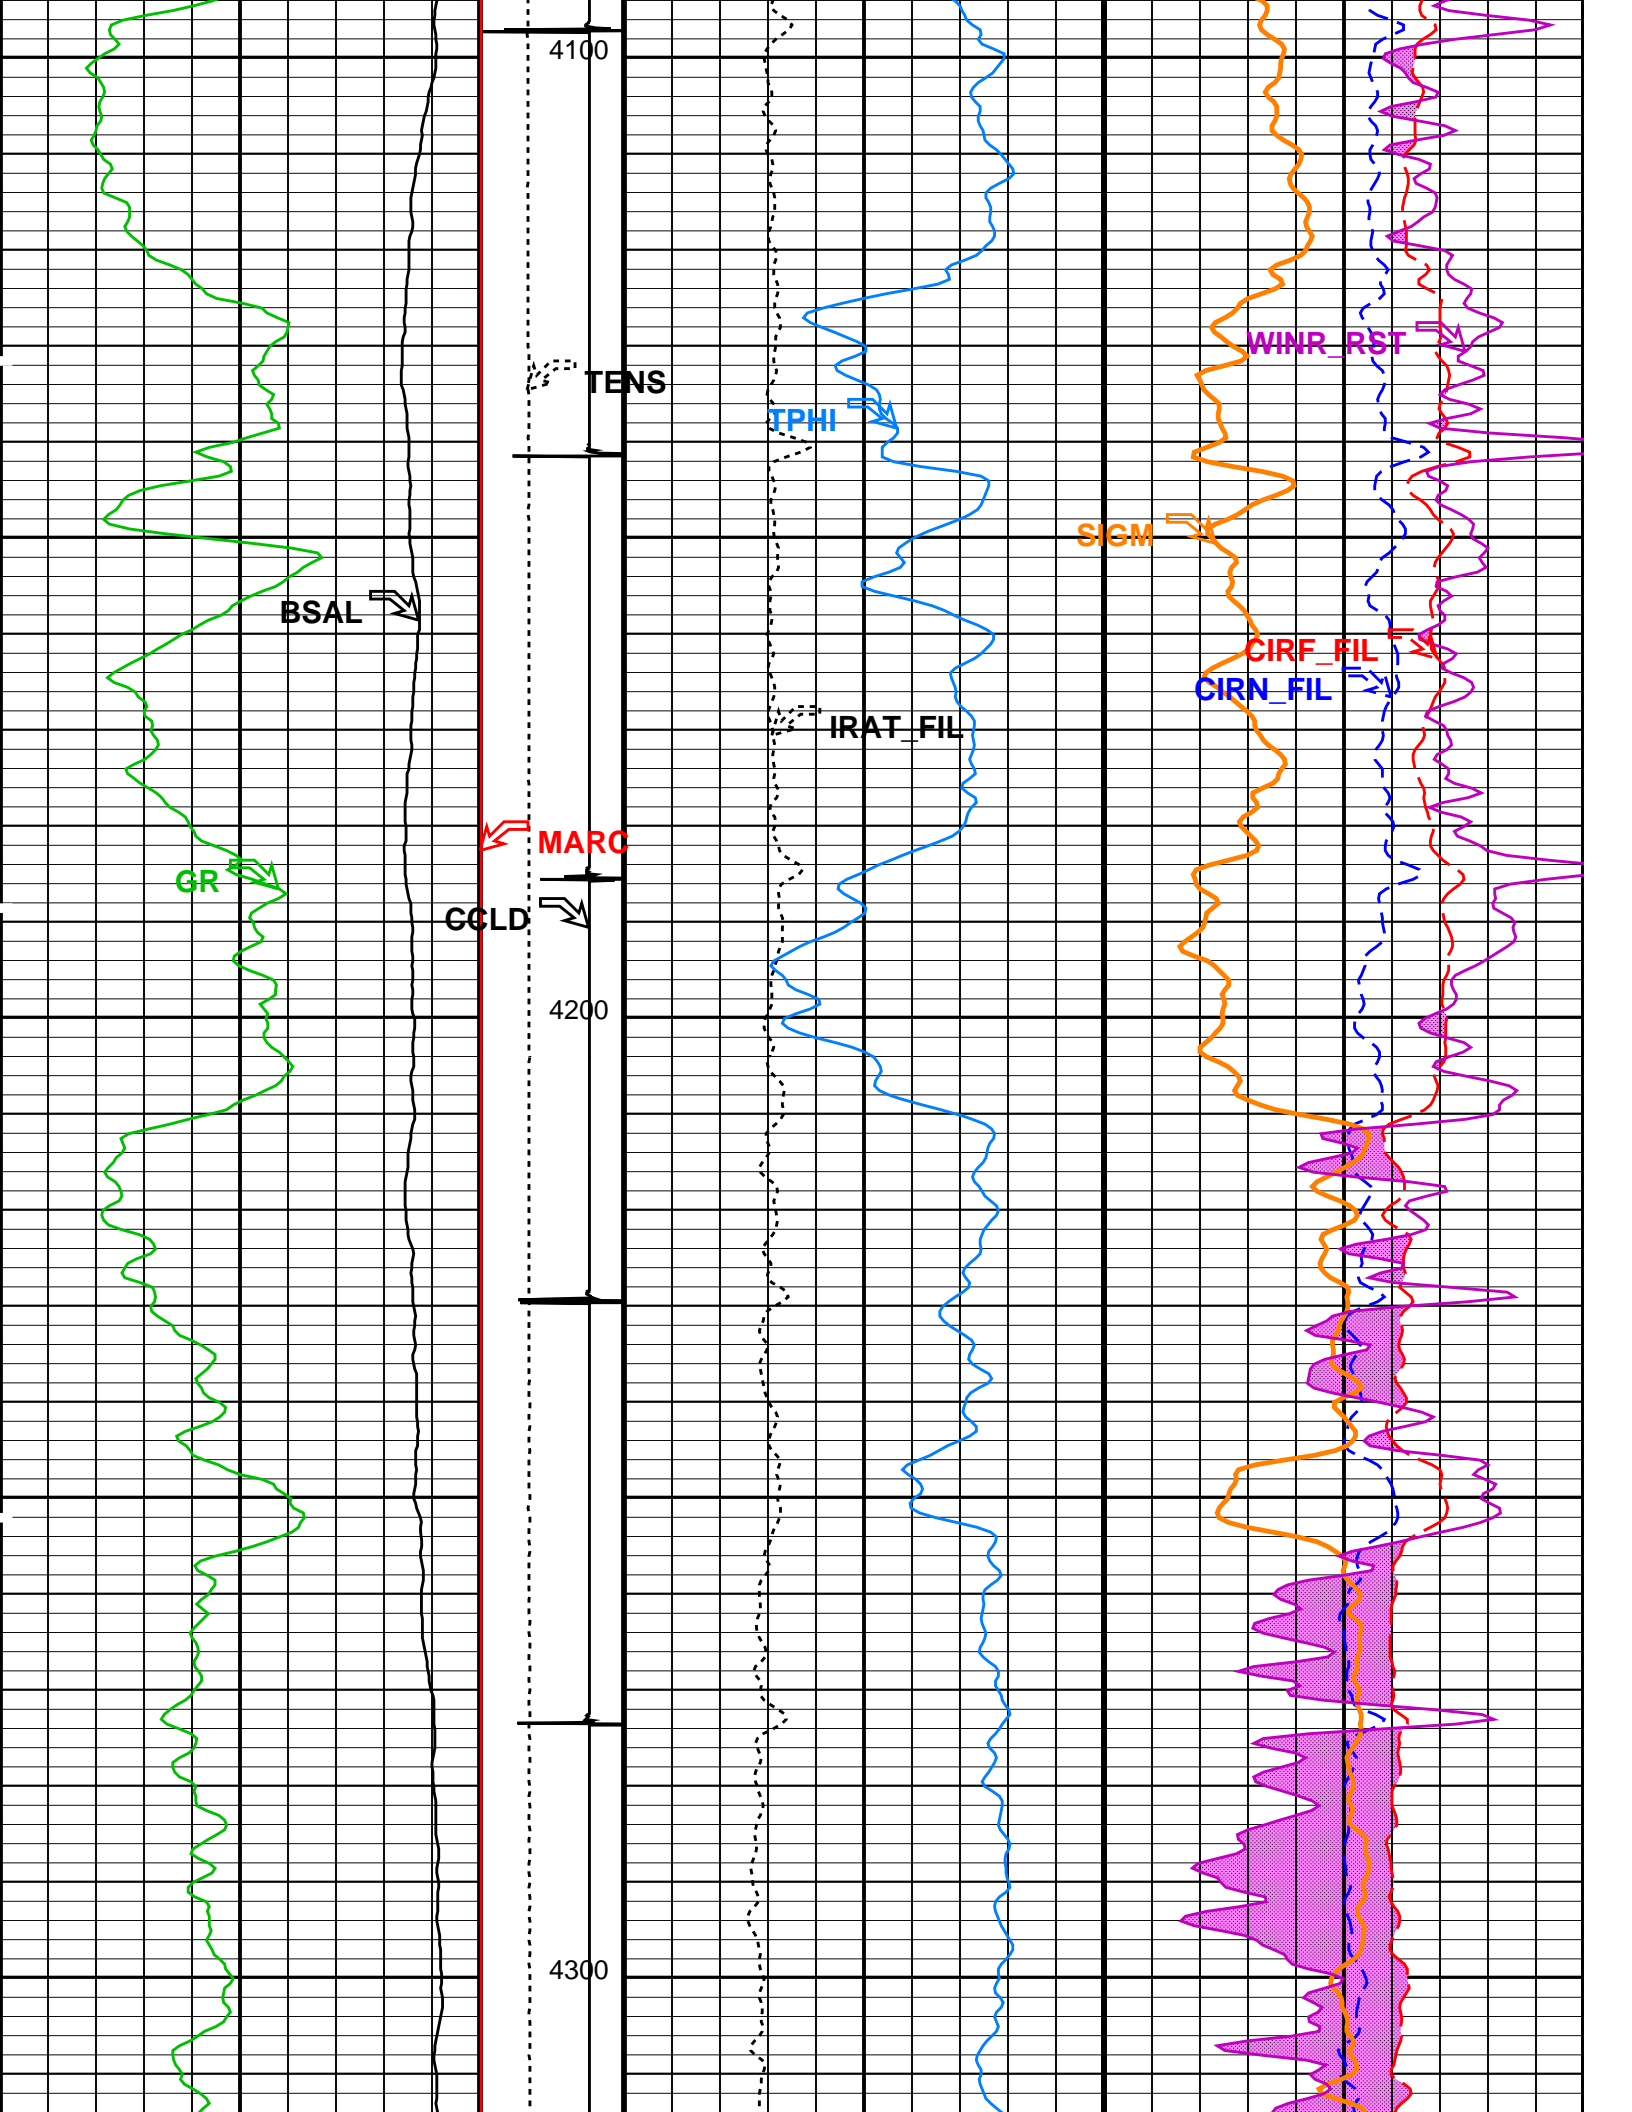 4100
WINR_RST
TENS
TPHI
SIGM
BSAL
CIRF_FIL
CIRN_FIL
IRAT_FIL
MARC
GR
CCLD
4200
4300